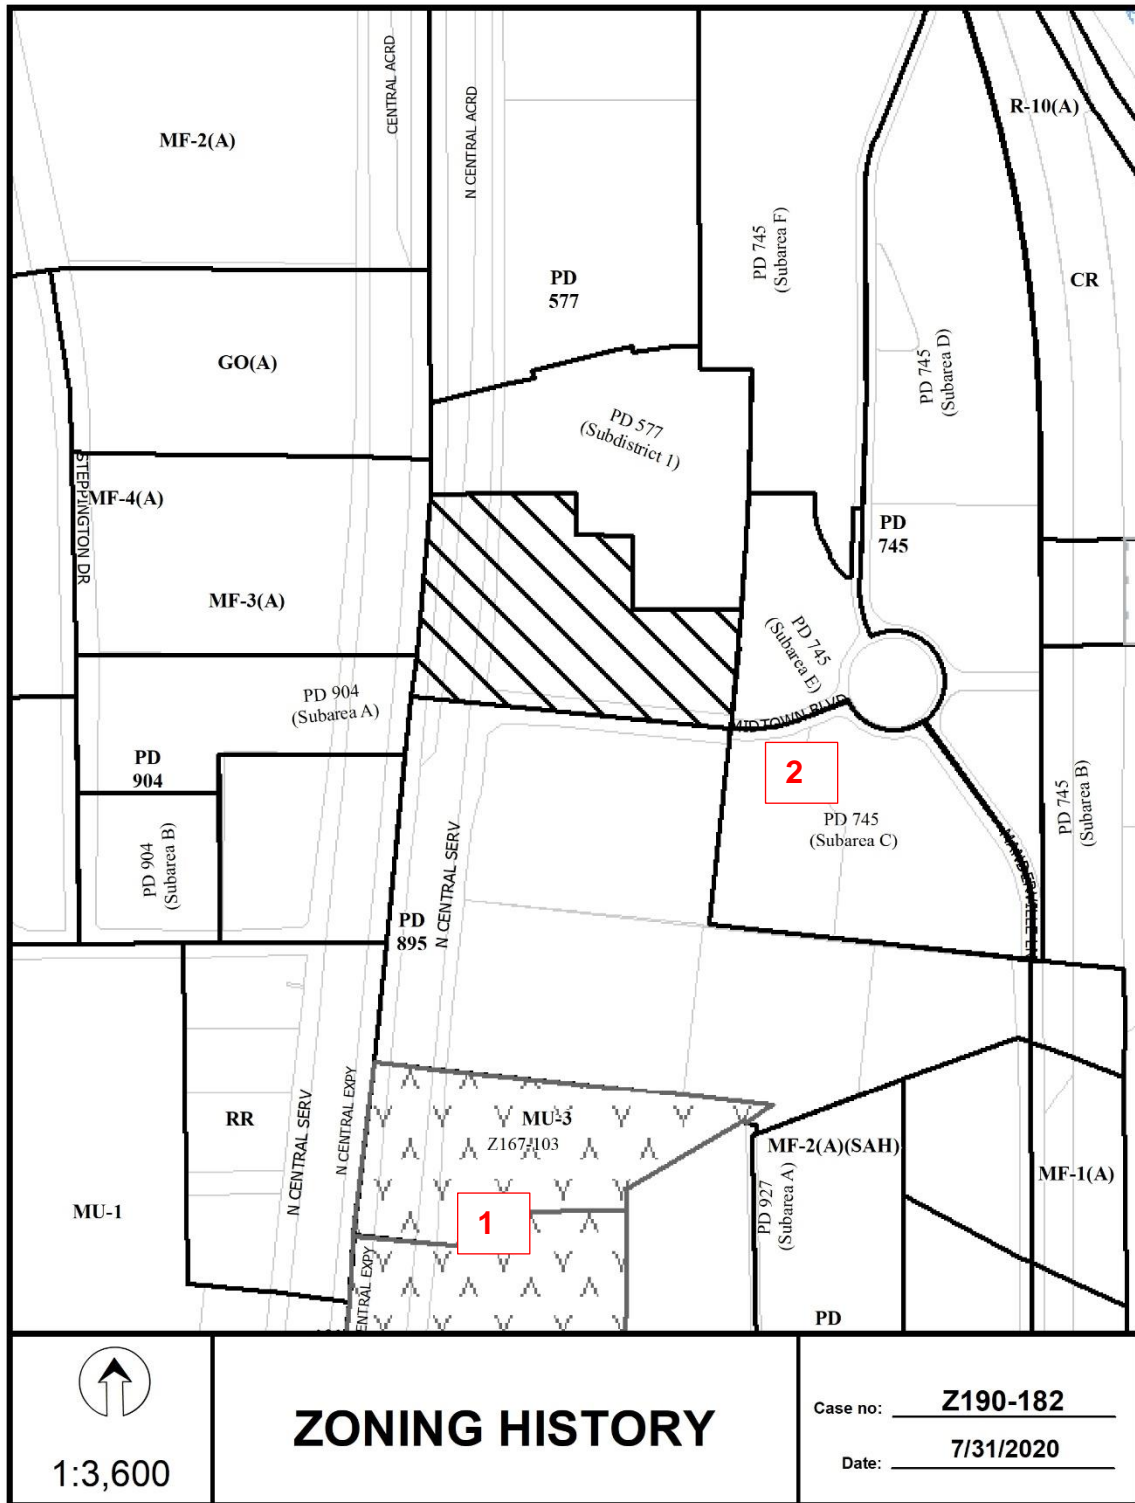 CENTRAL ACRD
N CENTRAL ACRD
MF-2(A)
R-10(A)
PD 745
(Subarea F)
PD
577
CR
GO(A)
PD 745
(Subarea D)
PD 577
(Subdistrict 1)
STEPPINGTON DR
MF-4(A)
PD
745
MF-3(A)
PD 745
(Subarea E)
PD 904
(Subarea A)
MIDTOWN BLVD
PD
904
2
PD 745
(Subarea B)
PD 745
(Subarea C)
PD 904
(Subarea B)
N CENTRAL SERV
MANDERVILLE LN
PD
895
N CENTRAL SERV
N CENTRAL EXPY
RR
MU-3
Z167-103
MF-2(A)(SAH)
PD 927
(Subarea A)
MF-1(A)
MU-1
1
ENTRAL EXPY
PD
1:3,600
ZONING HISTORY
Case no: Z190-182
Date: 7/31/2020